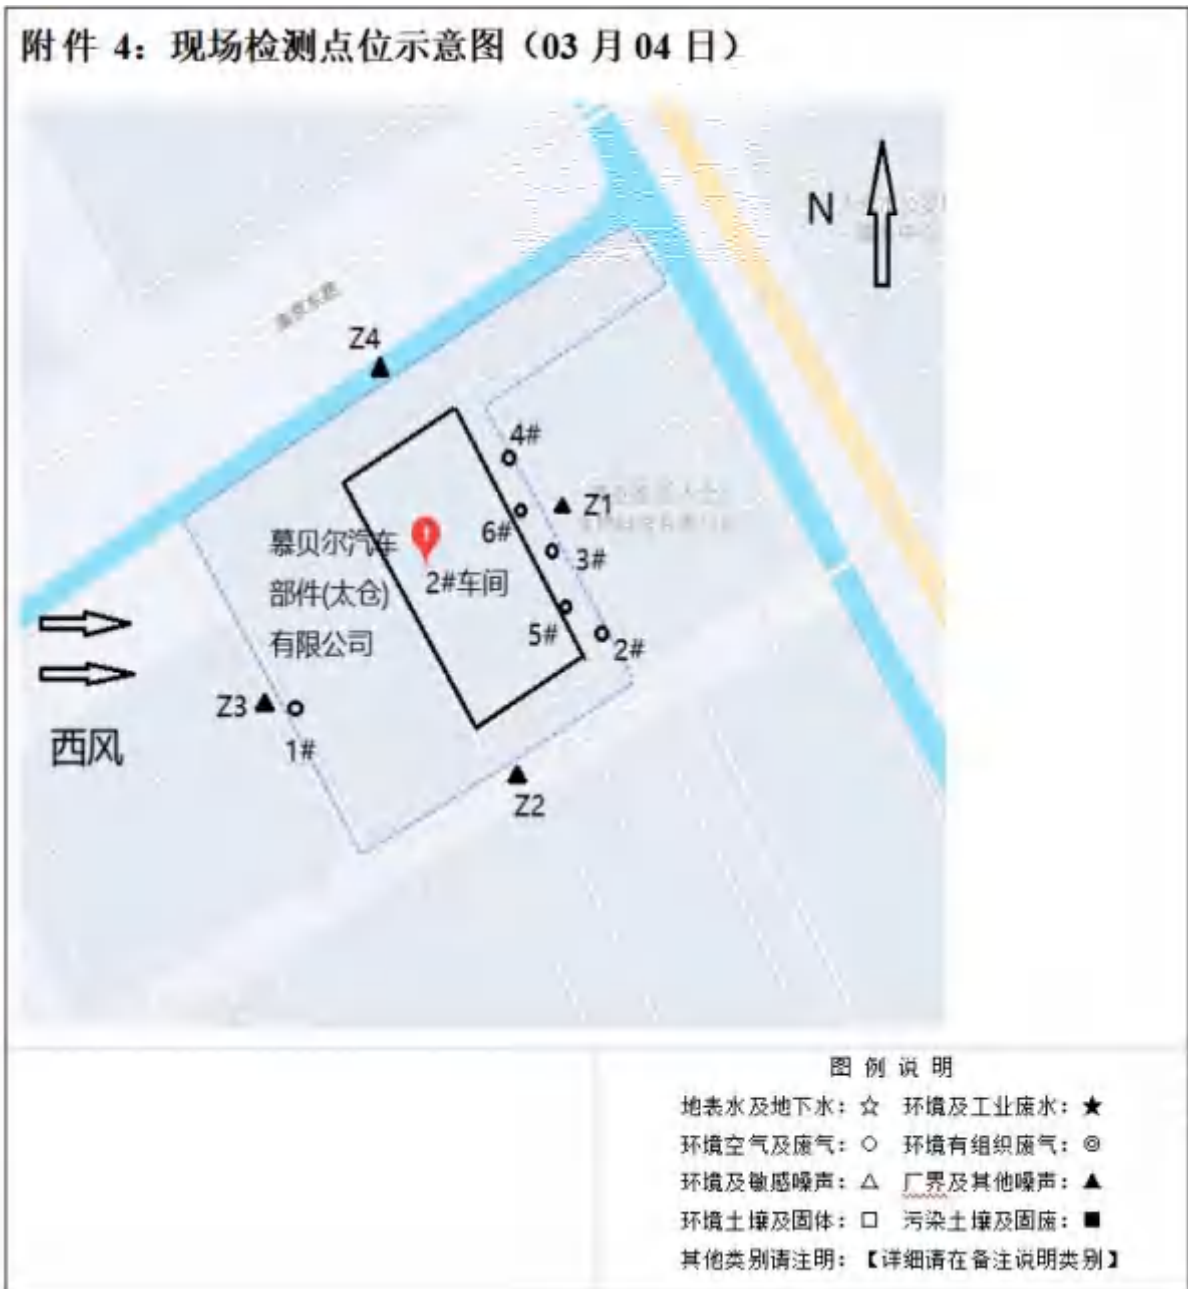 附件 4：现场检测点位示意图（03 月 04 日）
N
Z4
4#
Z1
6#
3#
慕贝尔汽车
部件(太仓)
有限公司
2#车间
5#
2#
Z3
1#
西风
Z2
图 例 说 明
地表水及地下水：☆ 环境及工业废水：★
环境空气及废气：○ 环境有组织废气：◎
环境及敏感噪声：△ 厂界及其他噪声：▲
环境土壤及固体：□ 污染土壤及固废：■
其他类别请注明：【详细请在备注说明类别】